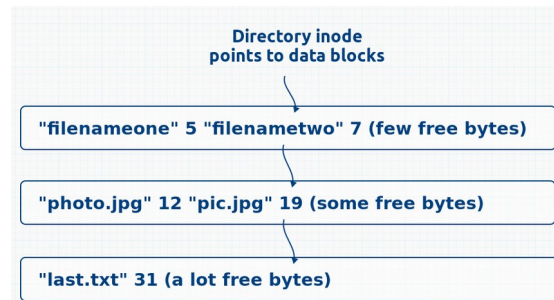 Directory inode
points to data blocks
"filenameone" 5 "filenametwo" 7 (few free bytes)
"photo.jpg" 12 "pic.jpg" 19 (some free bytes)
"last.txt" 31 (a lot free bytes)